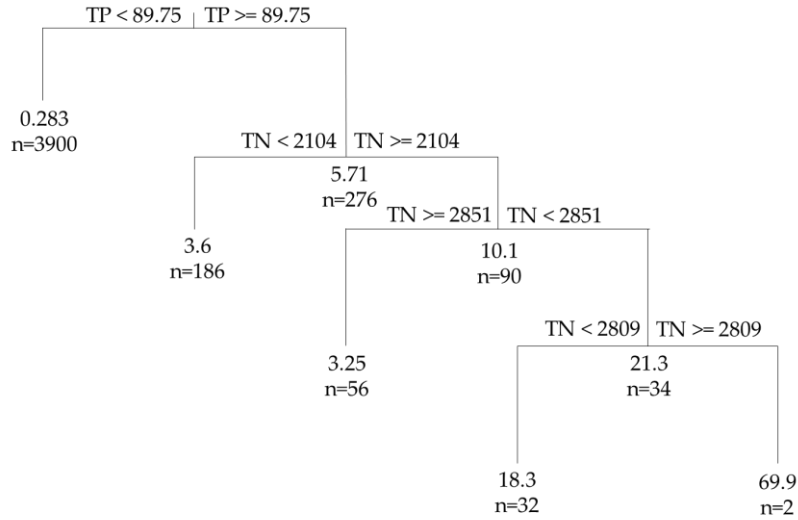 TP < 89.75 TP >= 89.75
0.283
n=3900
TN < 2104 TN >= 2104
5.71
n=276
TN >= 2851 TN < 2851
3.6
n=186
10.1
n=90
TN < 2809 TN >= 2809
3.25
n=56
21.3
n=34
18.3
n=32
69.9
n=2